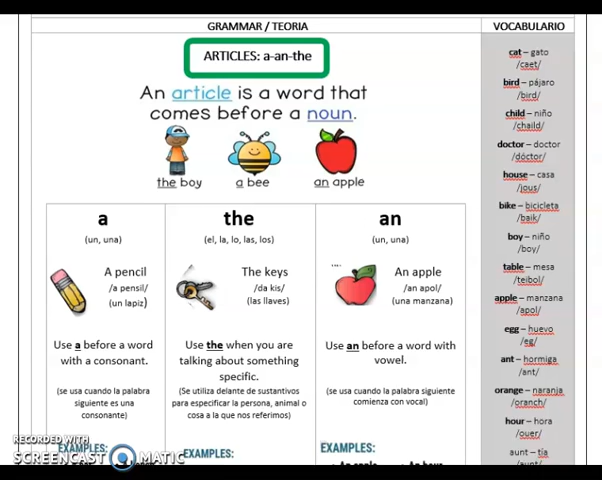 GRAMMAR / TEORIA
ARTICLES: a-an-the
An article is a word that
comes before a noun.
the boy
a bee
an apple
a
(un, una)
A pencil
/a pensil/
(un lapiz)
Use a before a word
with a consonant.
(se usa cuando la palabra
siguiente es una
consonante)
EXAMPLES:
the
(el, la, lo, las, los)
The keys
/da kis/
(las llaves)
Use the when you are
talking about something
specific.
(Se utiliza delante de sustantivos
para especificar la persona, animal o
cosa a la que nos referimos)
EXAMPLES:
an
(un, una)
An apple
/an apol/
(una manzana)
Use an before a word with
vowel.
(se usa cuando la palabra siguiente
comienza con vocal)
EXAMPLES:
An apple
An hour
VOCABULARIO
cat – gato
/caet/
bird – pájaro
/bird/
child – niño
/chaild/
doctor – doctor
/dóctor/
house – casa
/jous/
bike – bicicleta
/baik/
boy – niño
/boy/
table – mesa
/teibol/
apple – manzana
/apol/
egg – huevo
/eg/
ant – hormiga
/ant/
orange – naranja
/oranch/
hour – hora
/ouer/
aunt – tía
/aunt/
RECORDED WITH
SCREENCAST MATIC